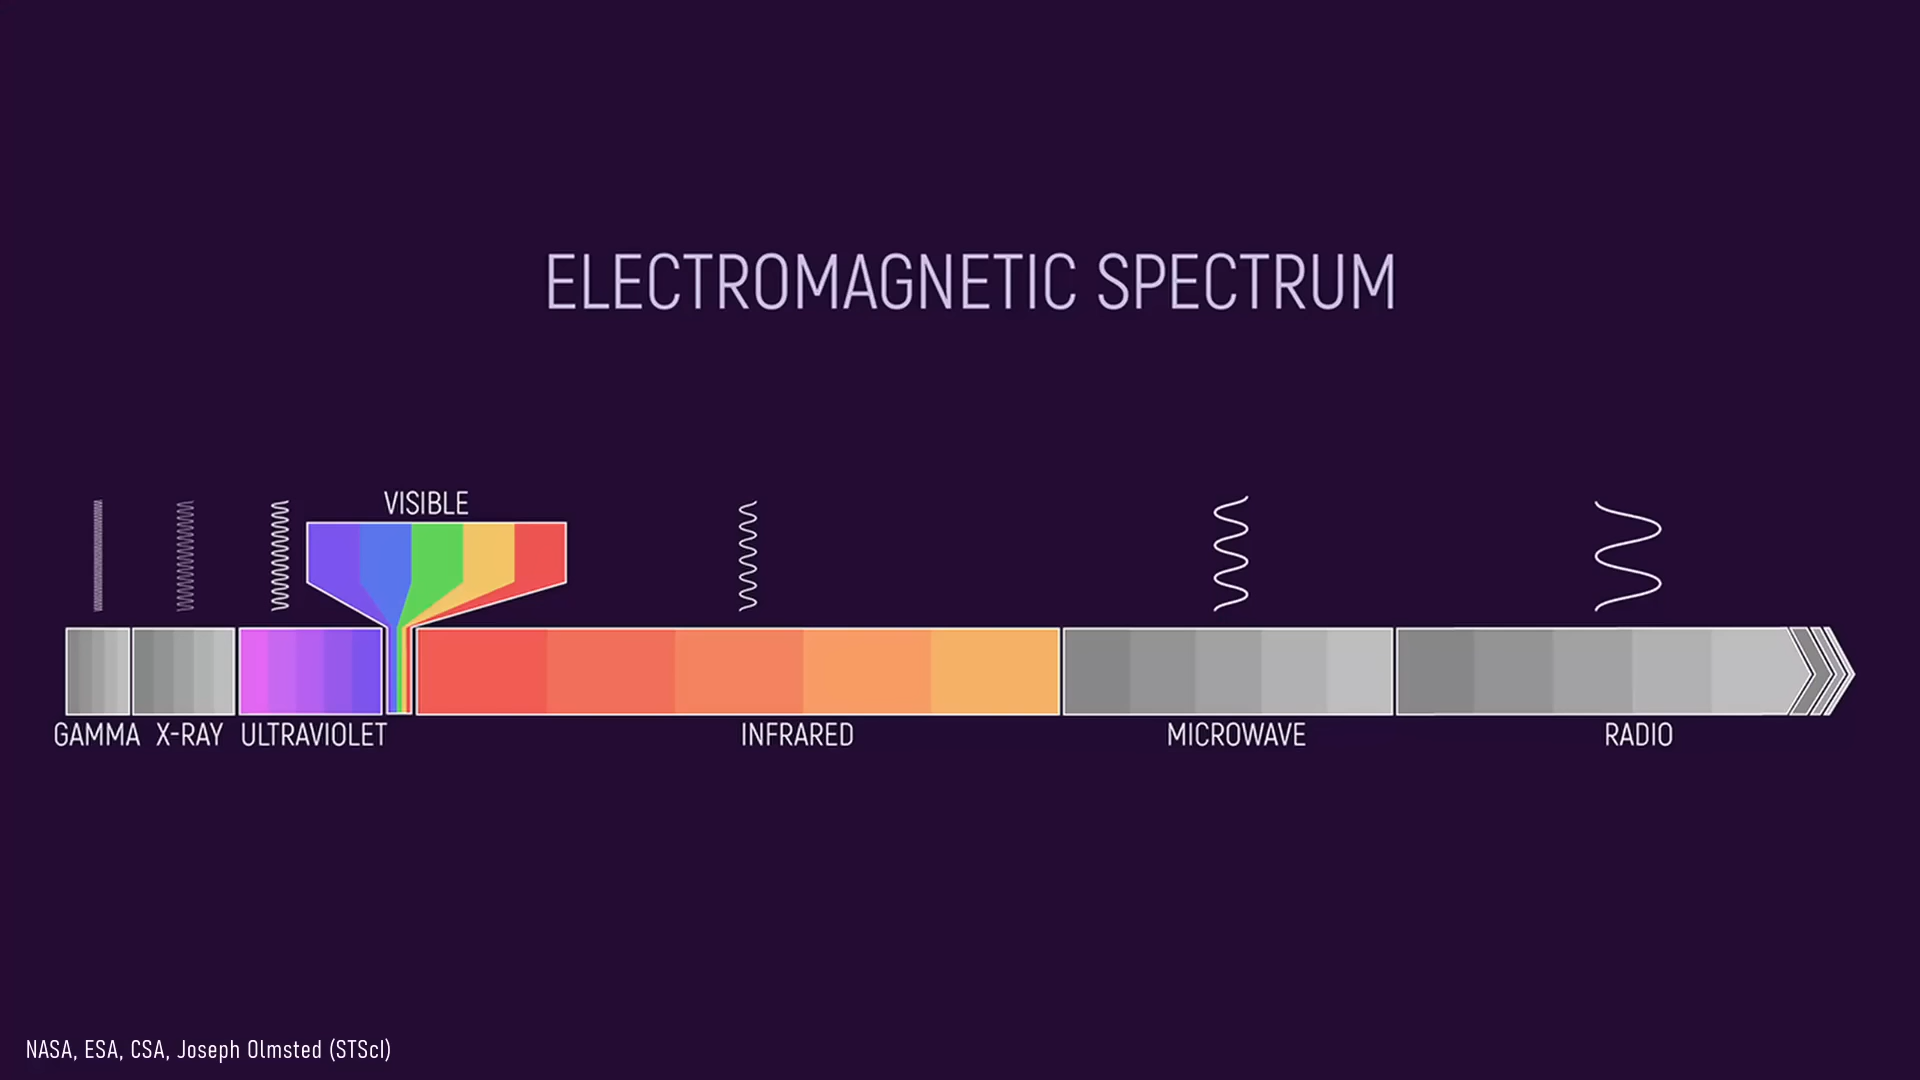 ELECTROMAGNETIC SPECTRUM
VISIBLE
GAMMA X-RAY ULTRAVIOLET INFRARED MICROWAVE RADIO
NASA, ESA, CSA, Joseph Olmsted (STScI)